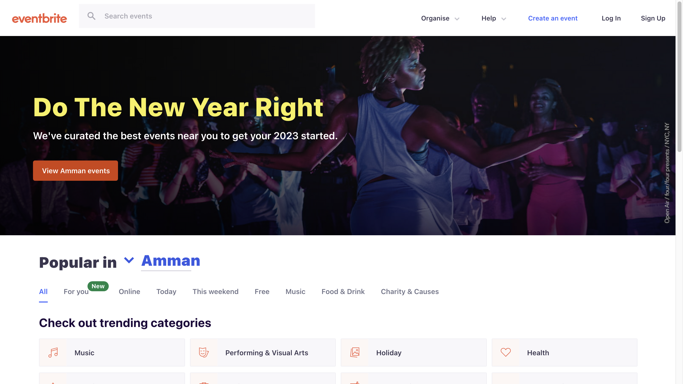 eventbrite
Search events
Organise
Help
Create an event
Log In
Sign Up
Do The New Year Right
We've curated the best events near you to get your 2023 started.
View Amman events
Open Air / four/four presents / NYC, NY
Popular in Amman
All
For you
New
Online
Today
This weekend
Free
Music
Food & Drink
Charity & Causes
Check out trending categories
Music
Performing & Visual Arts
Holiday
Health